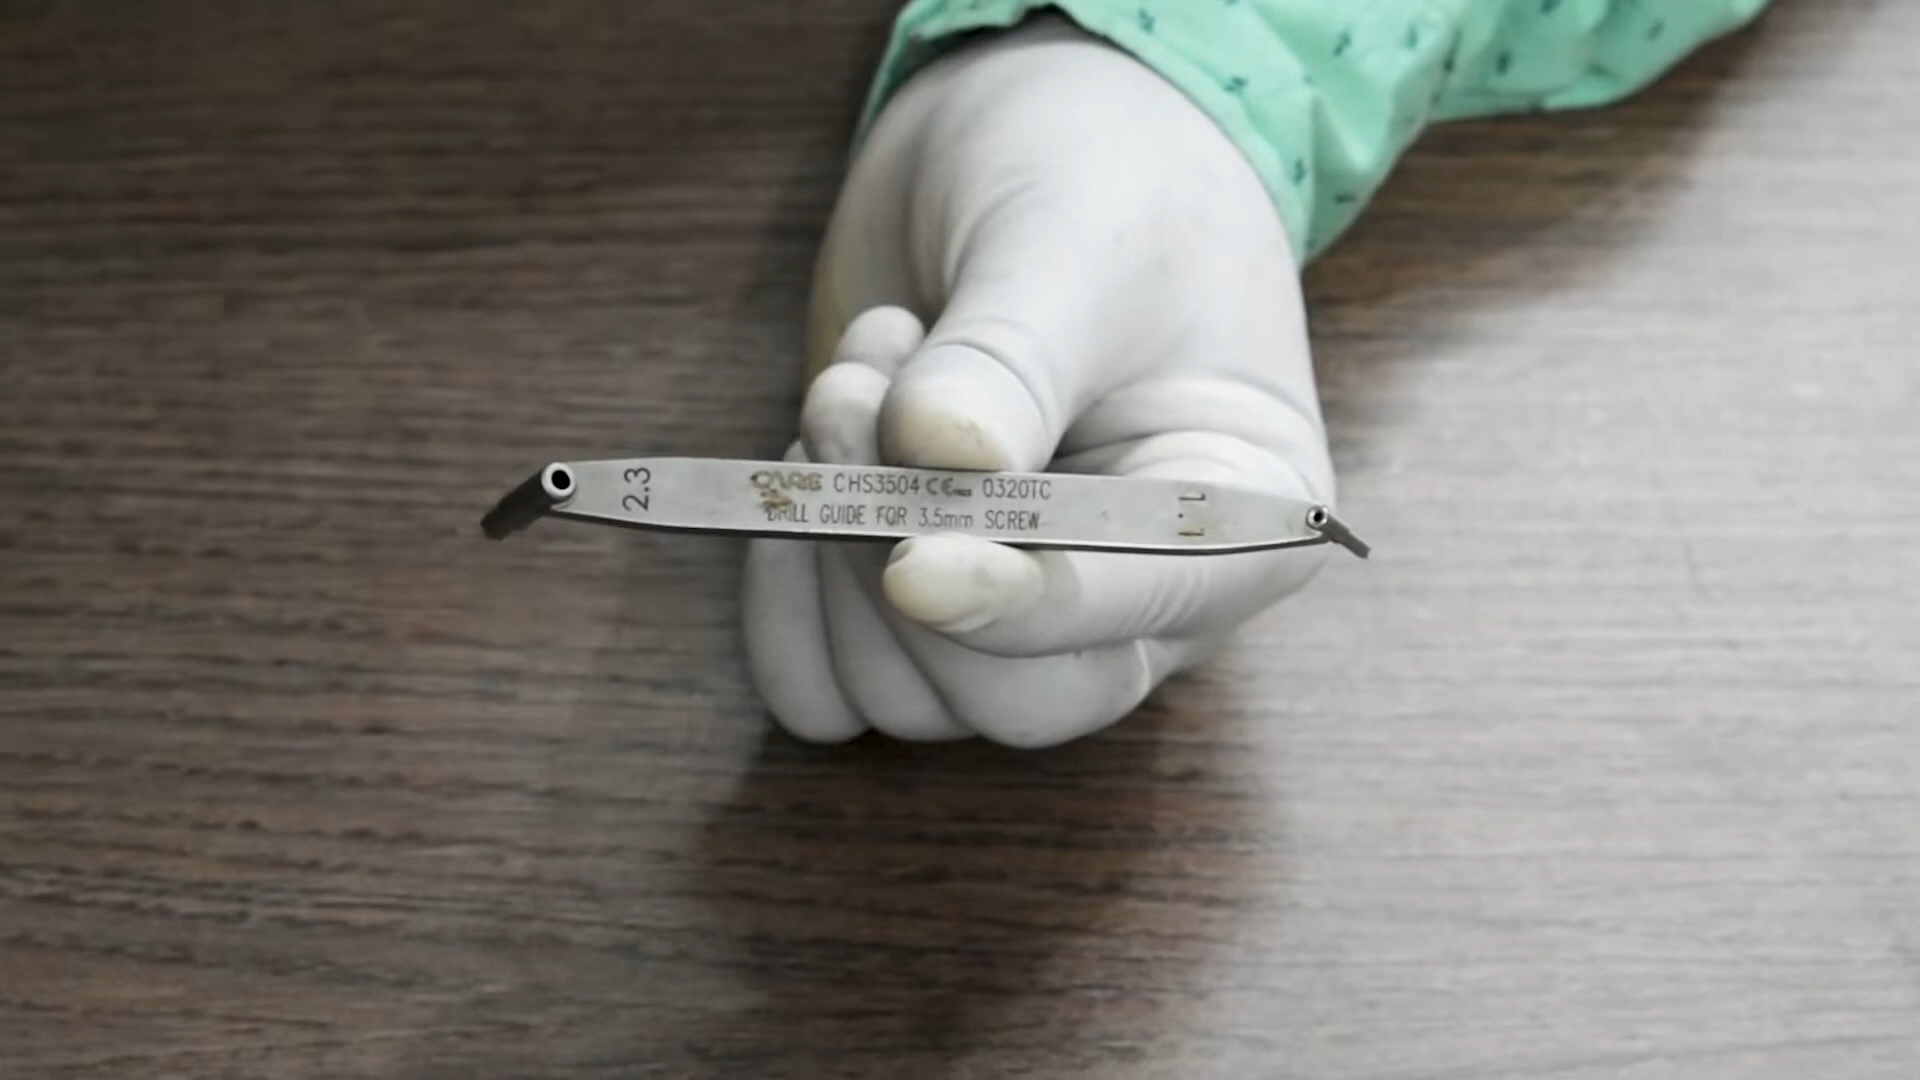 2.3
CARE CHS3504 CE 0320TC
DRILL GUIDE FOR 3.5mm SCREW
1.1